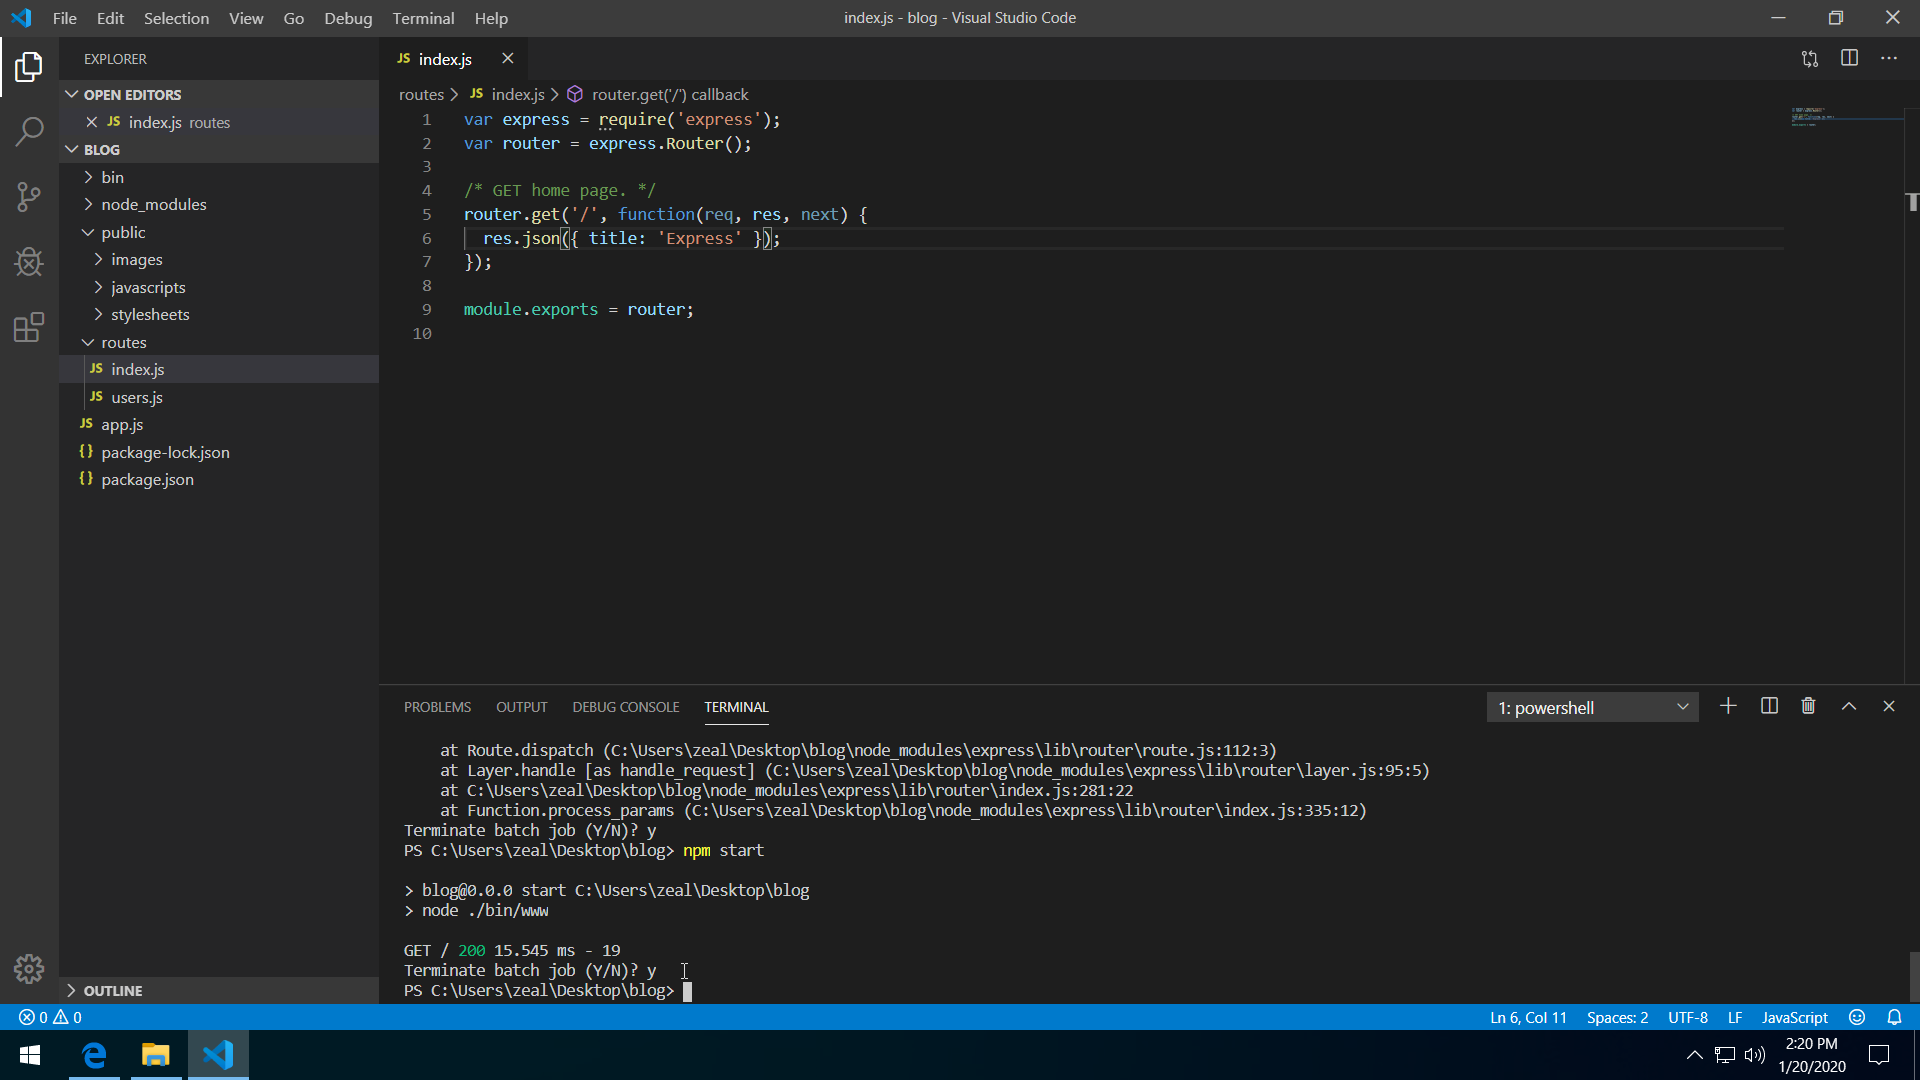 File Edit Selection View Go Debug Terminal Help
index.js - blog - Visual Studio Code
EXPLORER
OPEN EDITORS
JS index.js routes
BLOG
bin
node_modules
public
images
javascripts
stylesheets
routes
JS index.js
JS users.js
JS app.js
{} package-lock.json
{} package.json
OUTLINE
JS index.js
routes > JS index.js > router.get('/') callback
1 var express = require('express');
2 var router = express.Router();
3
4 /* GET home page. */
5 router.get('/', function(req, res, next) {
6 res.json({ title: 'Express' });
7 });
8
9 module.exports = router;
10
PROBLEMS OUTPUT DEBUG CONSOLE TERMINAL
1: powershell
at Route.dispatch (C:\Users\zeal\Desktop\blog\node_modules\express\lib\router\route.js:112:3)
at Layer.handle [as handle_request] (C:\Users\zeal\Desktop\blog\node_modules\express\lib\router\layer.js:95:5)
at C:\Users\zeal\Desktop\blog\node_modules\express\lib\router\index.js:281:22
at Function.process_params (C:\Users\zeal\Desktop\blog\node_modules\express\lib\router\index.js:335:12)
Terminate batch job (Y/N)? y
PS C:\Users\zeal\Desktop\blog> npm start
> blog@0.0.0 start C:\Users\zeal\Desktop\blog
> node ./bin/www
GET / 200 15.545 ms - 19
Terminate batch job (Y/N)? y
PS C:\Users\zeal\Desktop\blog>
0 0
Ln 6, Col 11 Spaces: 2 UTF-8 LF JavaScript
2:20 PM
1/20/2020